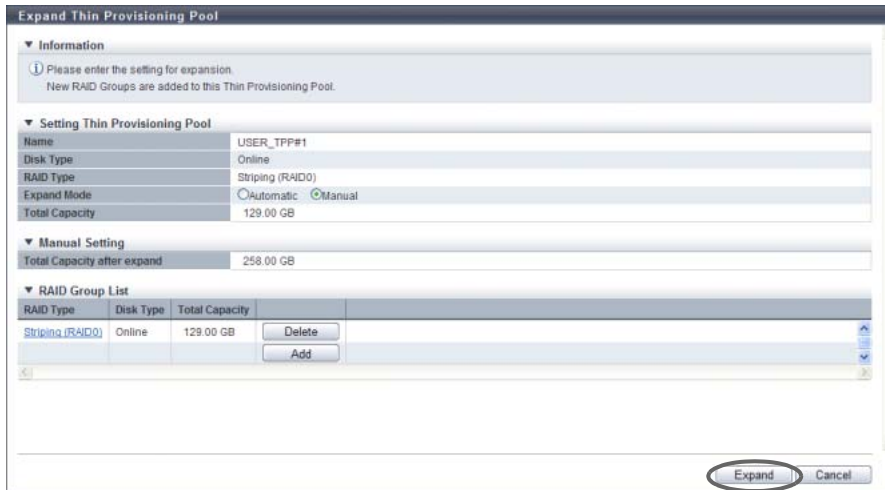 Expand Thin Provisioning Pool
Information
Please enter the setting for expansion.
New RAID Groups are added to this Thin Provisioning Pool.
Setting Thin Provisioning Pool
Name USER_TPP#1
Disk Type Online
RAID Type Striping (RAID0)
Expand Mode Automatic Manual
Total Capacity 129.00 GB
Manual Setting
Total Capacity after expand 258.00 GB
RAID Group List
RAID Type Disk Type Total Capacity
Striping (RAID0) Online 129.00 GB Delete
Add
Expand Cancel